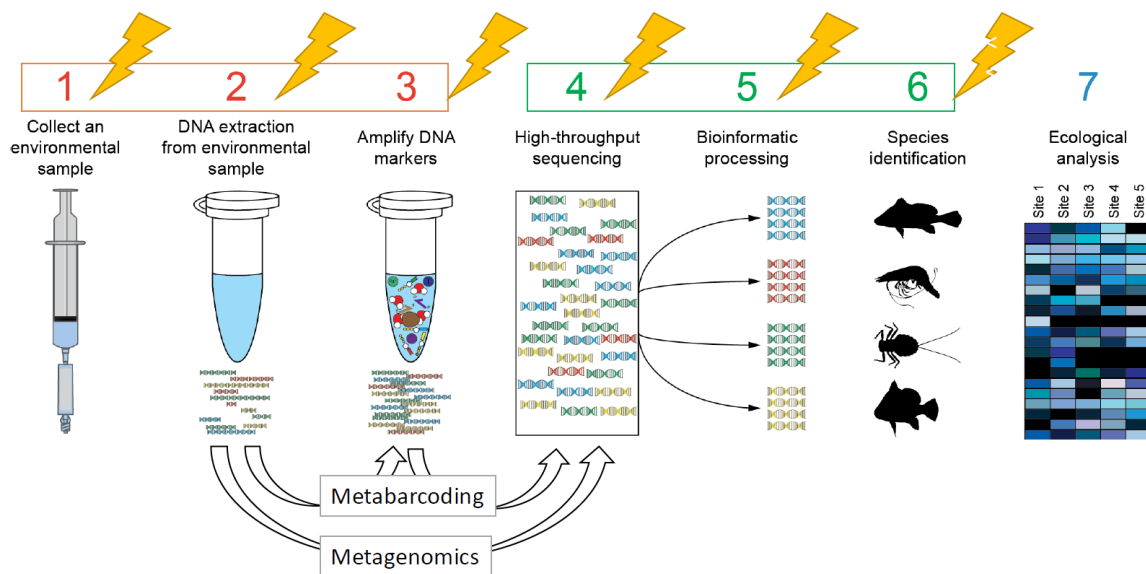 1
2
3
4
5
6
7
Collect an
environmental
sample
DNA extraction
from environmental
sample
Amplify DNA
markers
High-throughput
sequencing
Bioinformatic
processing
Species
identification
Ecological
analysis
Site 1
Site 2
Site 3
Site 4
Site 5
Metabarcoding
Metagenomics